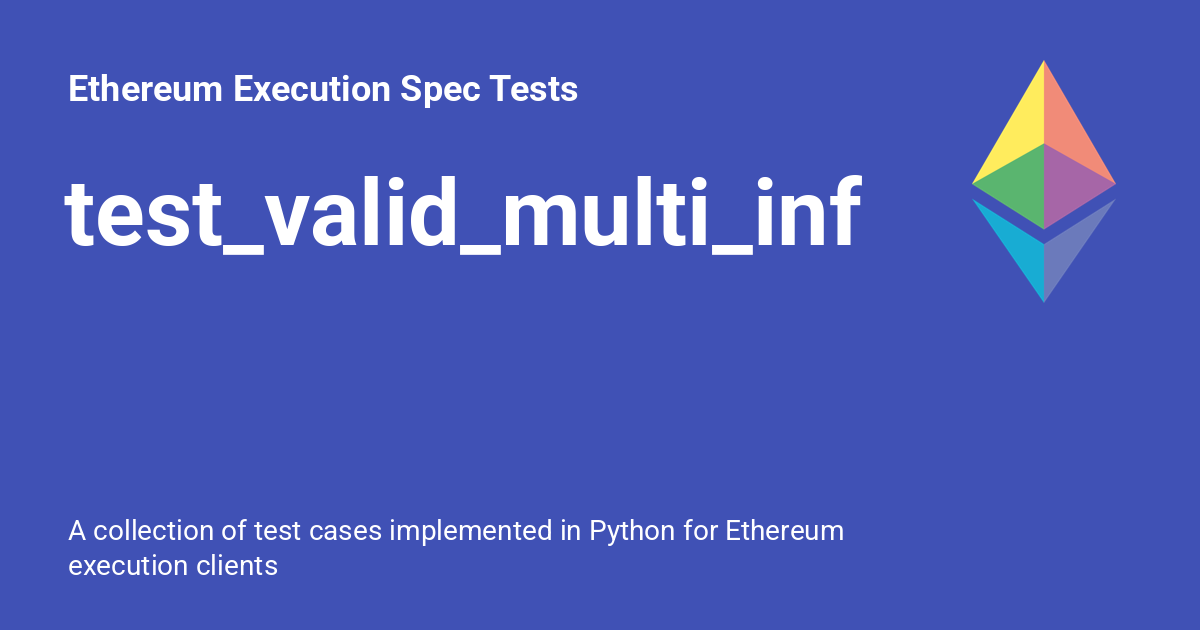 Ethereum Execution Spec Tests
test_valid_multi_inf
A collection of test cases implemented in Python for Ethereum
execution clients